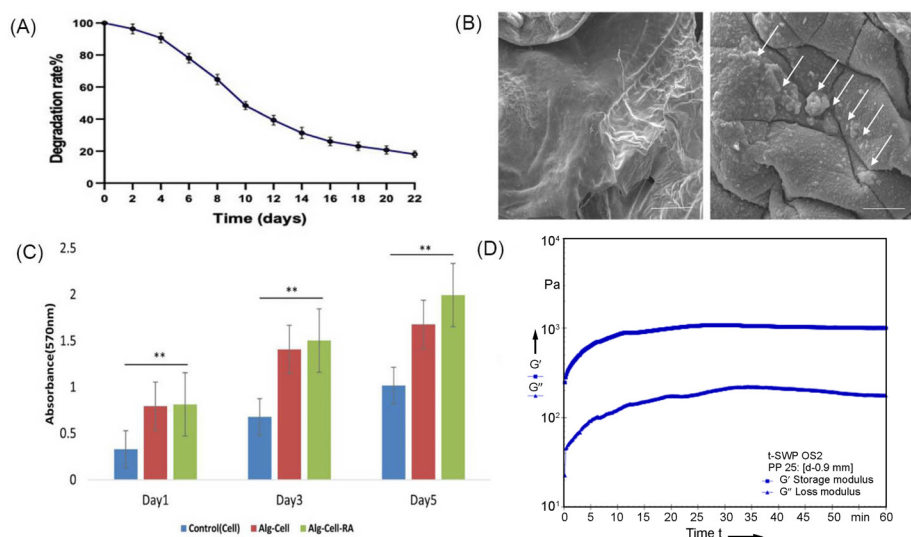 (A)
Degradation rate%
100
80
60
40
20
0
0 2 4 6 8 10 12 14 16 18 20 22
Time (days)
(B)
(C)
Absorbance(570nm)
2.5
2
1.5
1
0.5
0
**
**
**
Day1 Day3 Day5
Control(Cell) Alg-Cell Alg-Cell-RA
(D)
10⁴
Pa
10³
G'
G"
10²
10¹
t-SWP OS2
PP 25: [d-0.9 mm]
G' Storage modulus
G" Loss modulus
0 5 10 15 20 25 30 35 40 45 50 min 60
Time t